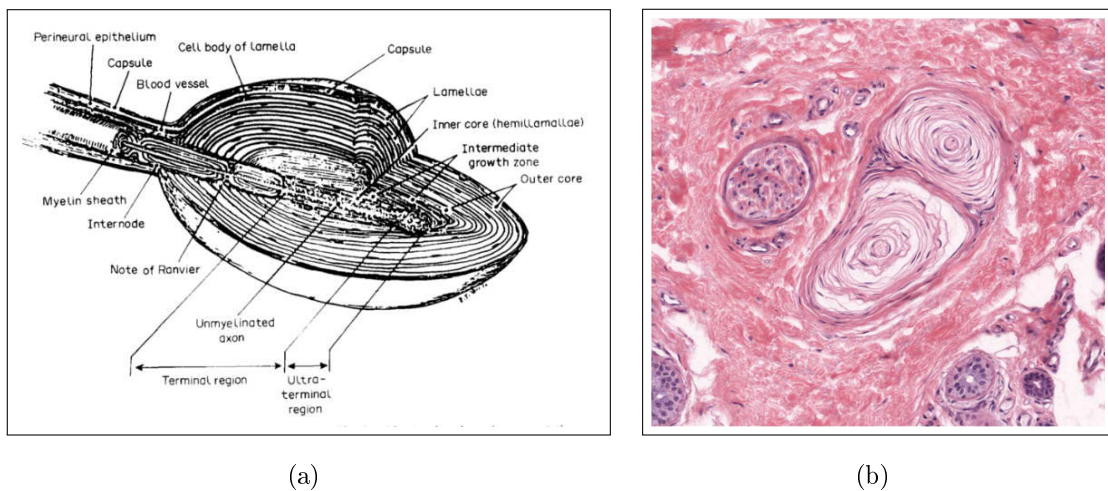 Perineural epithelium
Capsule
Blood vessel
Cell body of lamella
Capsule
Lamellae
Inner core (hemillamallae)
Intermediate
growth zone
Outer core
Myelin sheath
Internode
Note of Ranvier
Unmyelinated
axon
Terminal region
Ultra-
terminal
region
(a)
(b)